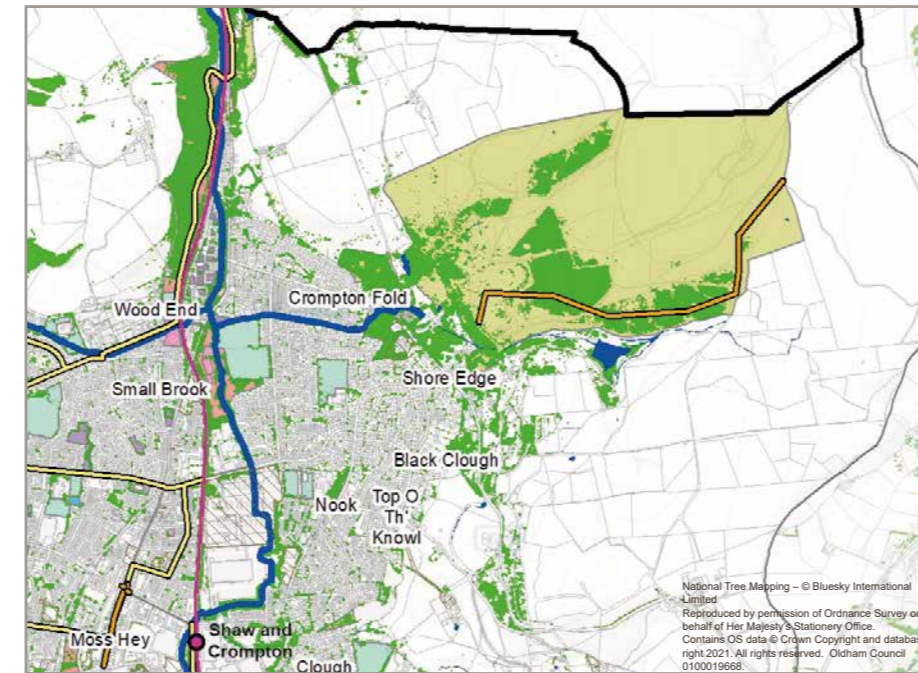 Wood End
Crompton Fold
Small Brook
Shore Edge
Black Clough
Nook
Top O
Th'
Knowl
Moss Hey
Shaw and
Crompton
Clough
National Tree Mapping – © Bluesky International
Limited
Reproduced by permission of Ordnance Survey on
behalf of Her Majesty's Stationery Office.
Contains OS data © Crown Copyright and databas
right 2021. All rights reserved. Oldham Council
0100019668.